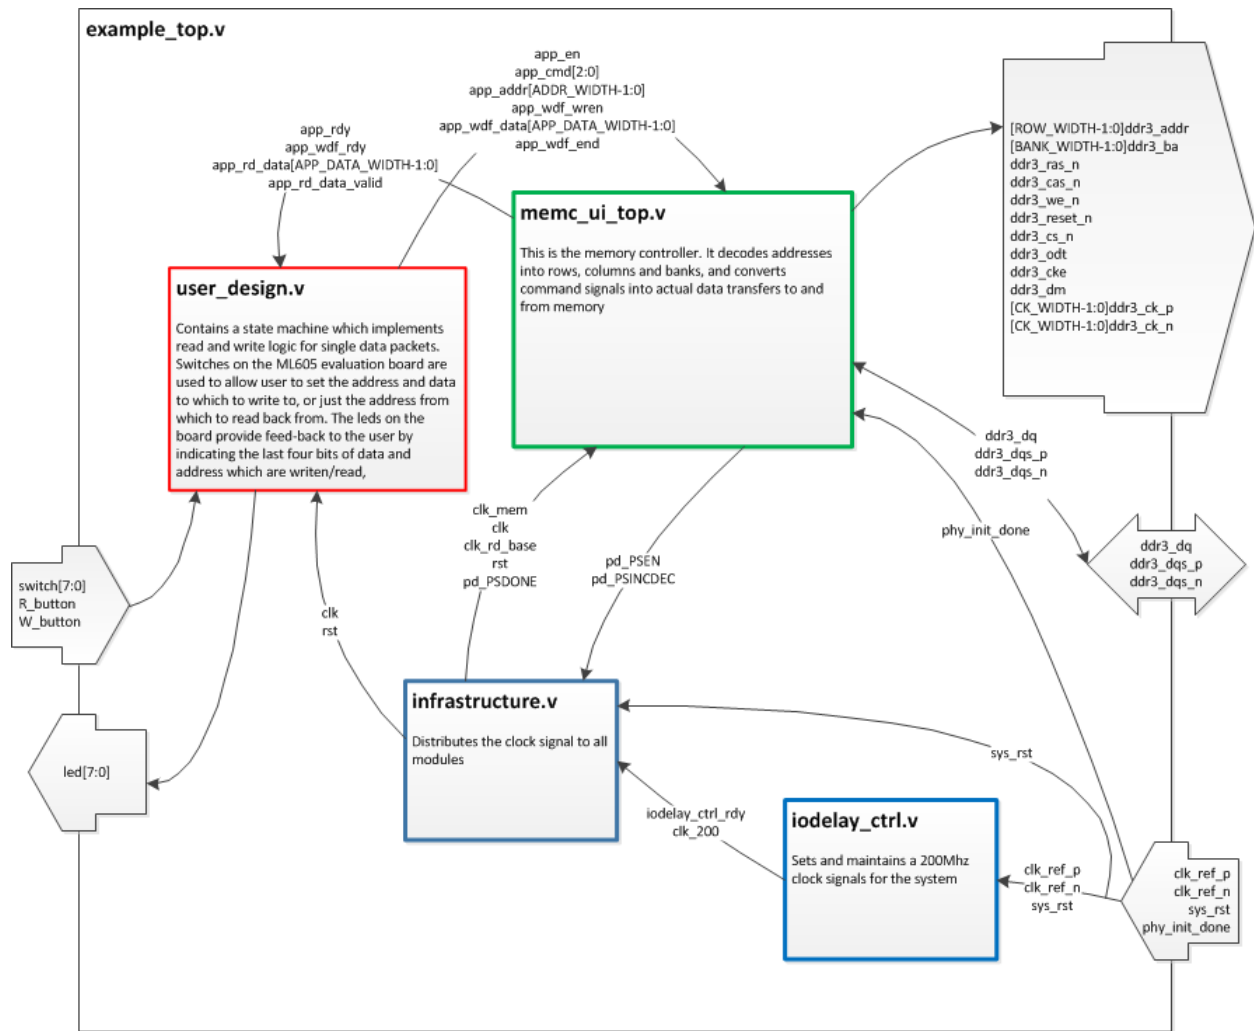 example_top.v
app_en
app_cmd[2:0]
app_addr[ADDR_WIDTH-1:0]
app_wdf_wren
app_wdf_data[APP_DATA_WIDTH-1:0]
app_wdf_end
app_rdy
app_wdf_rdy
app_rd_data[APP_DATA_WIDTH-1:0]
app_rd_data_valid
[ROW_WIDTH-1:0]ddr3_addr
[BANK_WIDTH-1:0]ddr3_ba
ddr3_ras_n
ddr3_cas_n
ddr3_we_n
ddr3_reset_n
ddr3_cs_n
ddr3_odt
ddr3_cke
ddr3_dm
[CK_WIDTH-1:0]ddr3_ck_p
[CK_WIDTH-1:0]ddr3_ck_n
memc_ui_top.v
This is the memory controller. It decodes addresses
into rows, columns and banks, and converts
command signals into actual data transfers to and
from memory
user_design.v
Contains a state machine which implements
read and write logic for single data packets.
Switches on the ML605 evaluation board are
used to allow user to set the address and data
to which to write to, or just the address from
which to read back from. The leds on the
board provide feed-back to the user by
indicating the last four bits of data and
address which are writen/read,
ddr3_dq
ddr3_dqs_p
ddr3_dqs_n
clk_mem
clk
clk_rd_base
rst
pd_PSDONE
phy_init_done
pd_PSEN
pd_PSINCDEC
ddr3_dq
ddr3_dqs_p
ddr3_dqs_n
switch[7:0]
R_button
W_button
clk
rst
infrastructure.v
Distributes the clock signal to all
modules
led[7:0]
sys_rst
iodelay_ctrl_rdy
clk_200
iodelay_ctrl.v
Sets and maintains a 200Mhz
clock signals for the system
clk_ref_p
clk_ref_n
sys_rst
clk_ref_p
clk_ref_n
sys_rst
phy_init_done